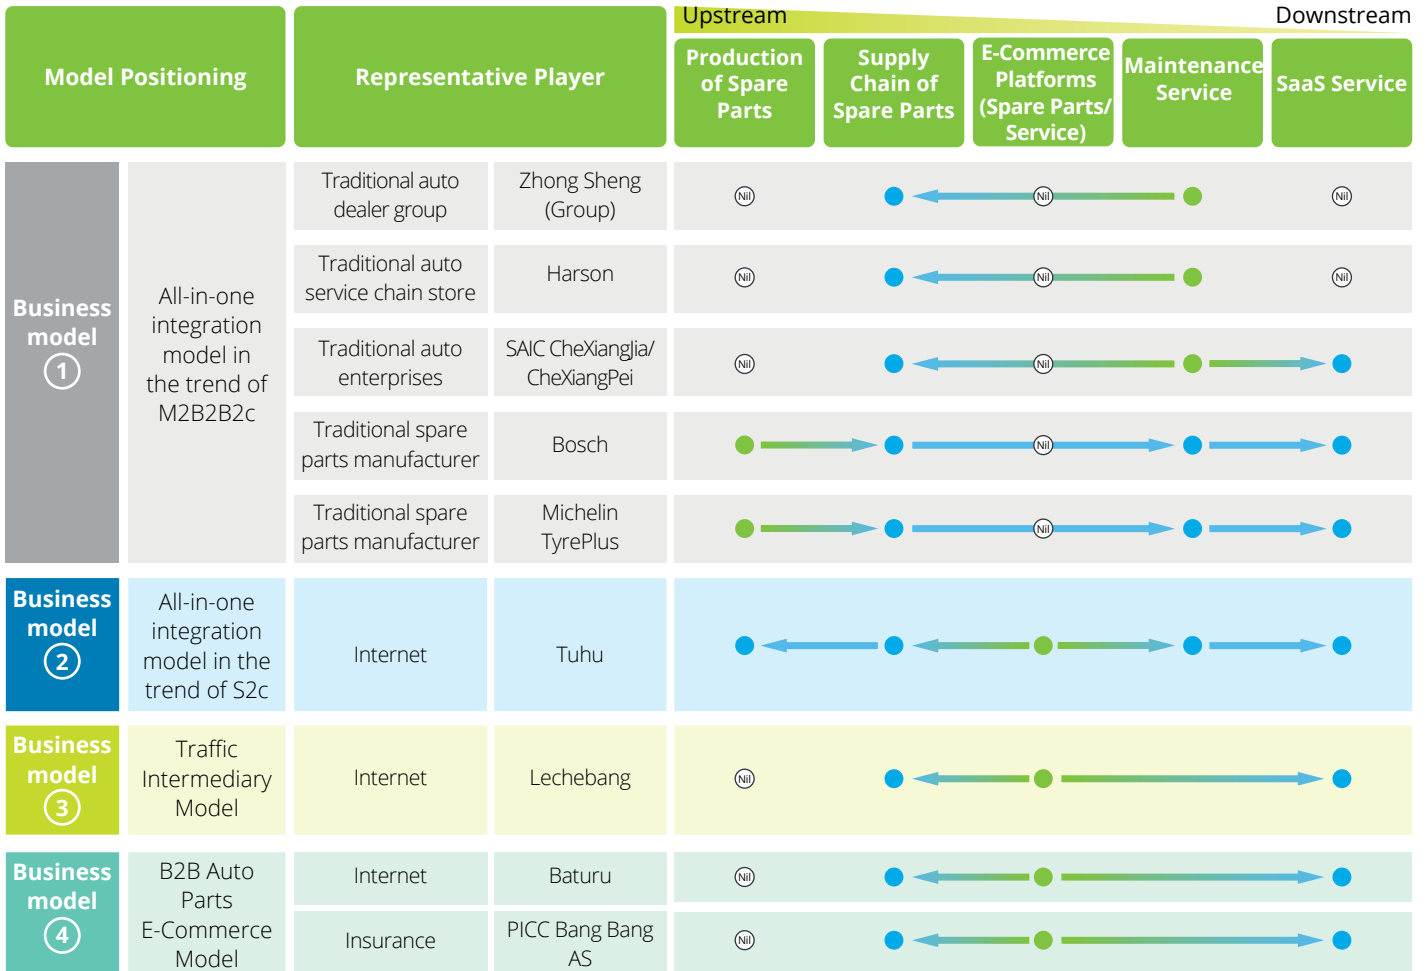 Upstream
Downstream
Model Positioning
Representative Player
Production
of Spare
Parts
Supply
Chain of
Spare Parts
E-Commerce
Platforms
(Spare Parts/
Service)
Maintenance
Service
SaaS Service
Business
model
1
All-in-one
integration
model in
the trend of
M2B2B2c
Traditional auto
dealer group
Zhong Sheng
(Group)
Nil
Nil
Nil
Traditional auto
service chain store
Harson
Nil
Nil
Nil
Traditional auto
enterprises
SAIC CheXiangJia/
CheXiangPei
Nil
Nil
Traditional spare
parts manufacturer
Bosch
Nil
Traditional spare
parts manufacturer
Michelin
TyrePlus
Nil
Business
model
2
All-in-one
integration
model in the
trend of S2c
Internet
Tuhu
Business
model
3
Traffic
Intermediary
Model
Internet
Lechebang
Nil
Business
model
4
B2B Auto
Parts
E-Commerce
Model
Internet
Baturu
Nil
Insurance
PICC Bang Bang
AS
Nil